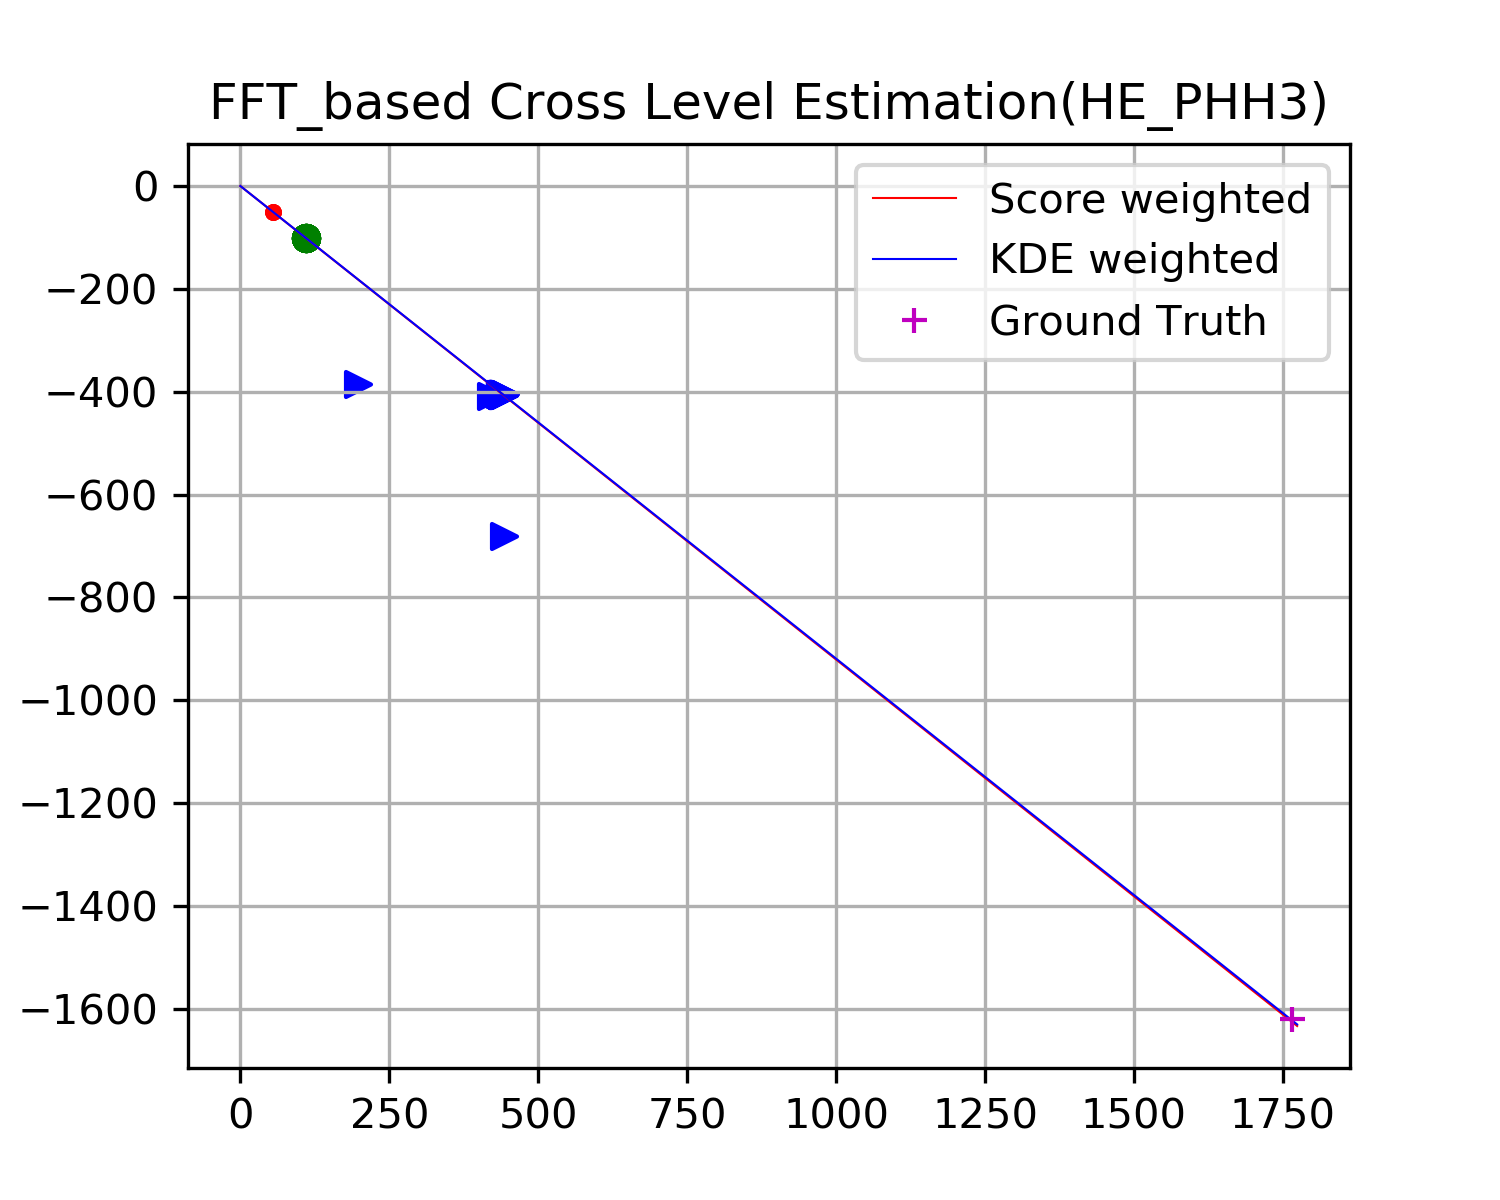 FFT_based Cross Level Estimation(HE_PHH3)
Score weighted
KDE weighted
Ground Truth
0
−200
−400
−600
−800
−1000
−1200
−1400
−1600
0 250 500 750 1000 1250 1500 1750